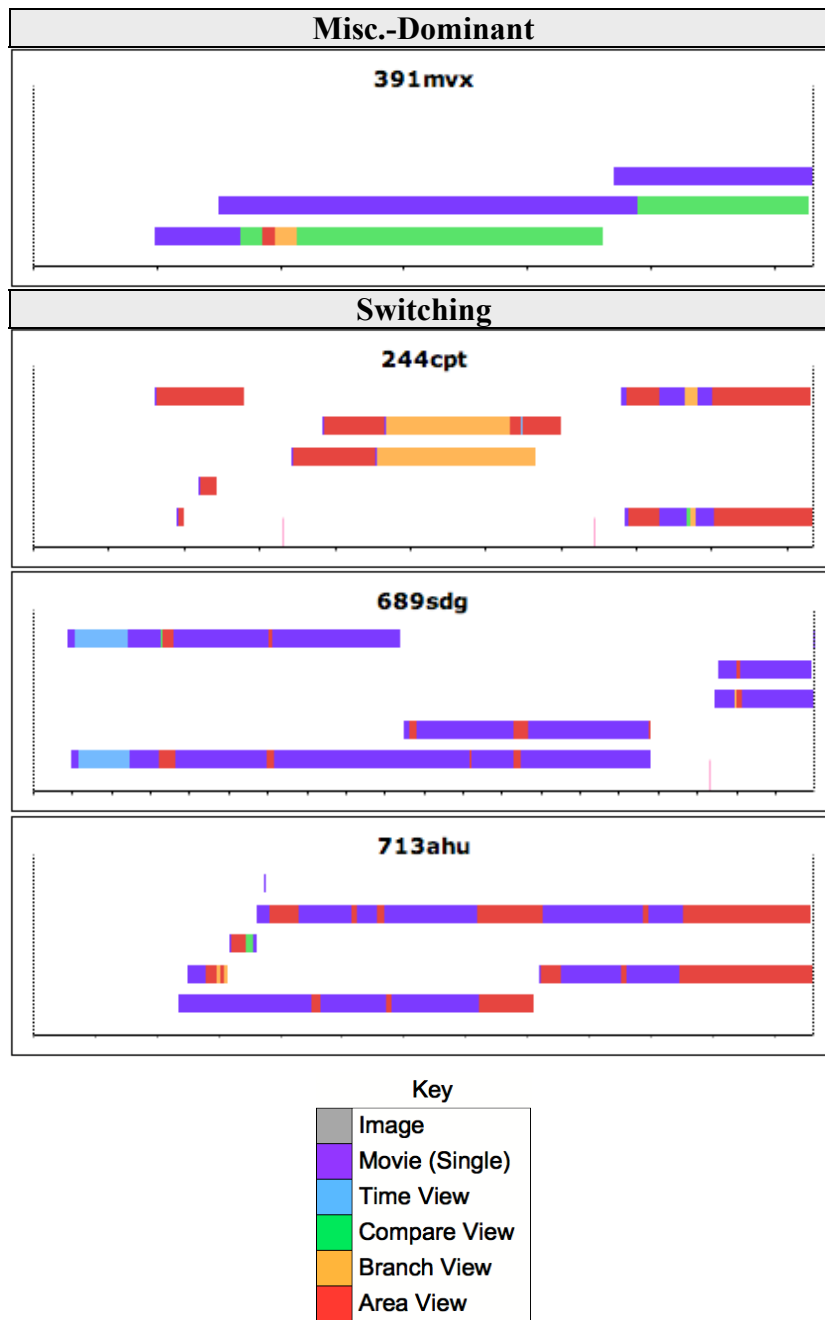 Misc.-Dominant
391mvx
Switching
244cpt
689sdg
713ahu
Key
Image
Movie (Single)
Time View
Compare View
Branch View
Area View